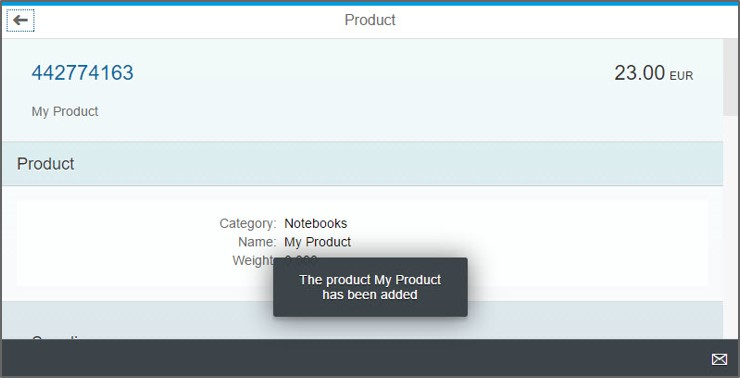 Product
442774163
23.00 EUR
My Product
Product
Category: Notebooks
Name: My Product
Weight:
The product My Product
has been added